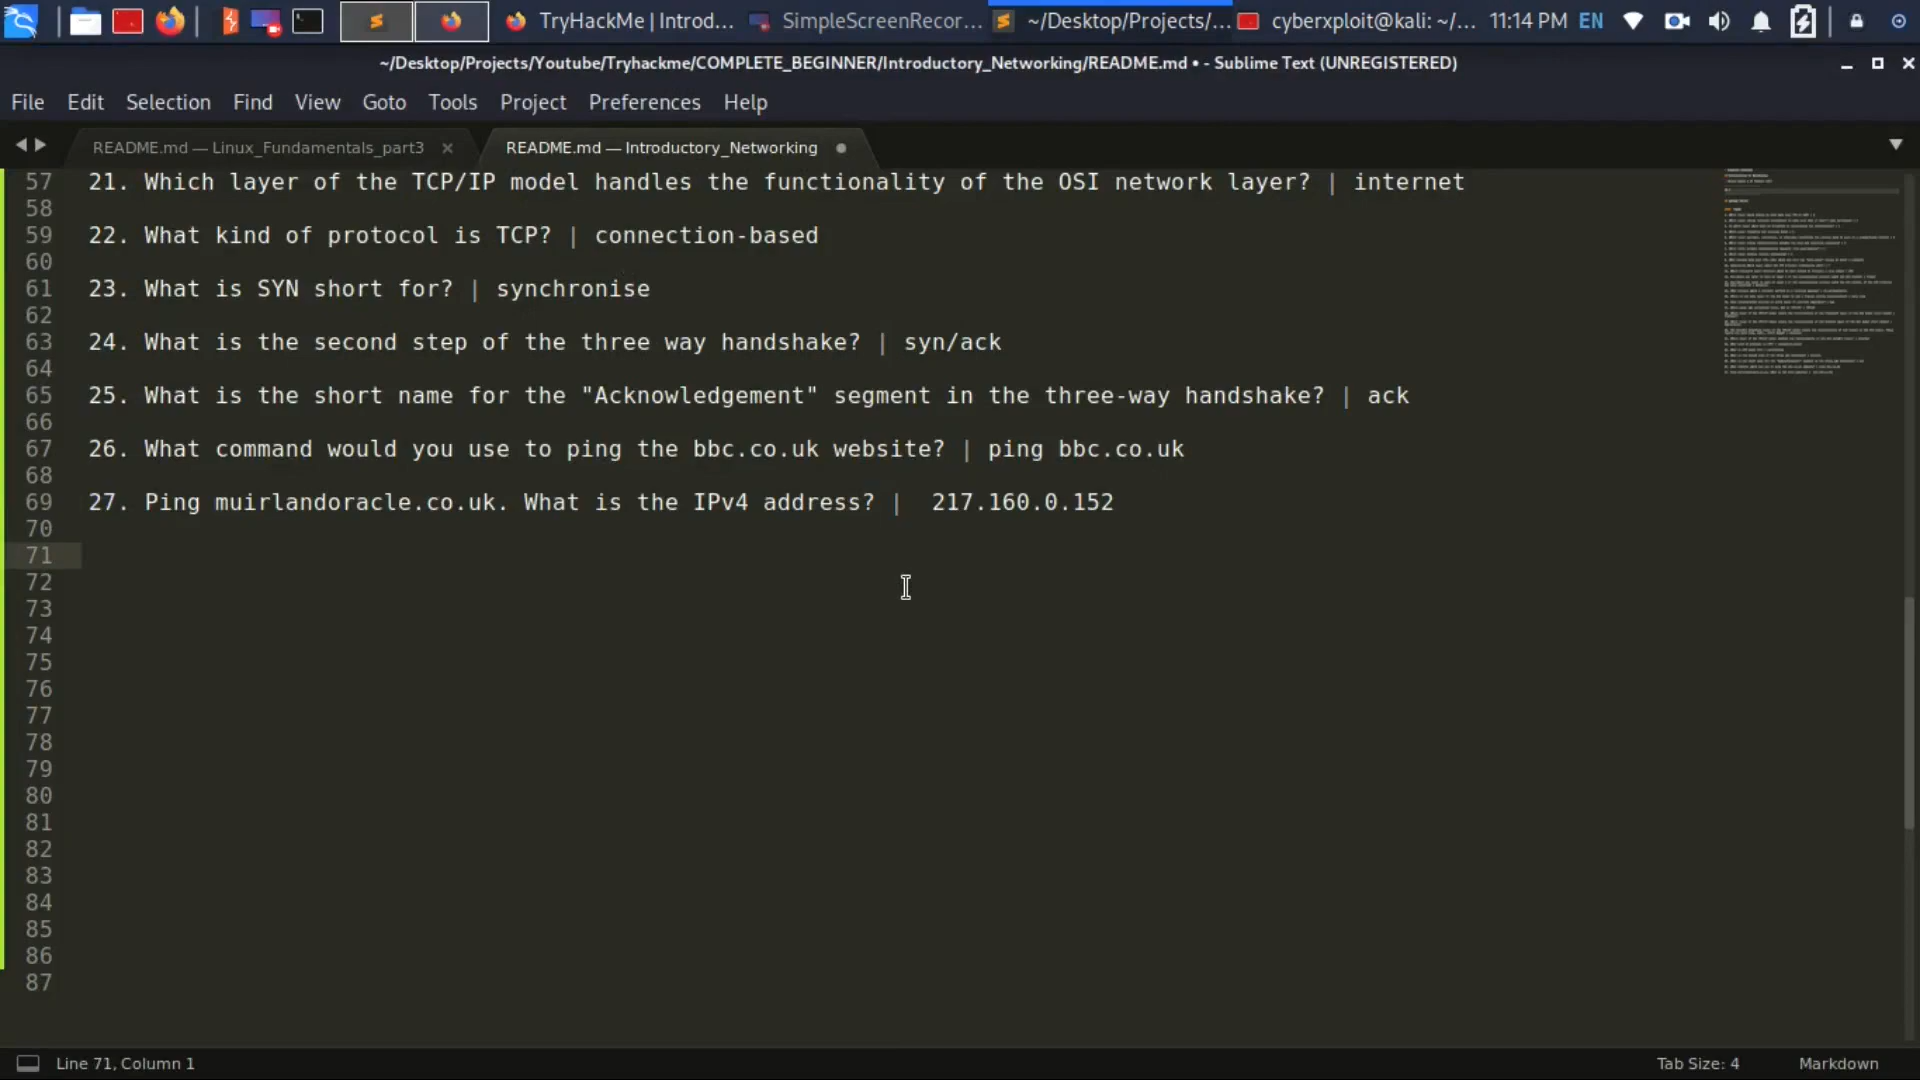 TryHackMe | Introd...
SimpleScreenRecor...
~/Desktop/Projects/...
cyberxploit@kali: ~/...
11:14 PM
EN
~/Desktop/Projects/Youtube/Tryhackme/COMPLETE_BEGINNER/Introductory_Networking/README.md • - Sublime Text (UNREGISTERED)
File Edit Selection Find View Goto Tools Project Preferences Help
README.md — Linux_Fundamentals_part3
README.md — Introductory_Networking
57 21. Which layer of the TCP/IP model handles the functionality of the OSI network layer? | internet
58
59 22. What kind of protocol is TCP? | connection-based
60
61 23. What is SYN short for? | synchronise
62
63 24. What is the second step of the three way handshake? | syn/ack
64
65 25. What is the short name for the "Acknowledgement" segment in the three-way handshake? | ack
66
67 26. What command would you use to ping the bbc.co.uk website? | ping bbc.co.uk
68
69 27. Ping muirlandoracle.co.uk. What is the IPv4 address? |  217.160.0.152
70
71
72
73
74
75
76
77
78
79
80
81
82
83
84
85
86
87
Line 71, Column 1
Tab Size: 4
Markdown